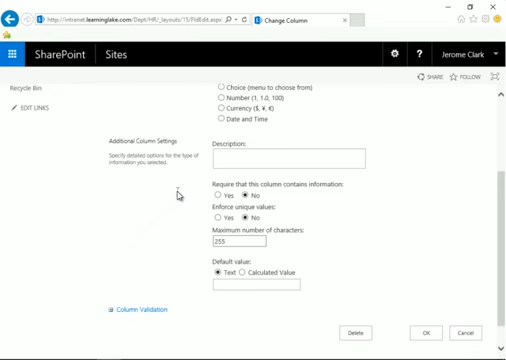 http://intranet.learninglake.com/Dept/HR/_layouts/15/FldEdit.aspx
Change Column
SharePoint
Sites
?
Jerome Clark
SHARE
FOLLOW
Recycle Bin
EDIT LINKS
Choice (menu to choose from)
Number (1, 1.0, 100)
Currency ($, ¥, €)
Date and Time
Additional Column Settings
Specify detailed options for the type of
information you selected.
Description:
Require that this column contains information:
Yes No
Enforce unique values:
Yes No
Maximum number of characters:
255
Default value:
Text Calculated Value
Column Validation
Delete
OK
Cancel